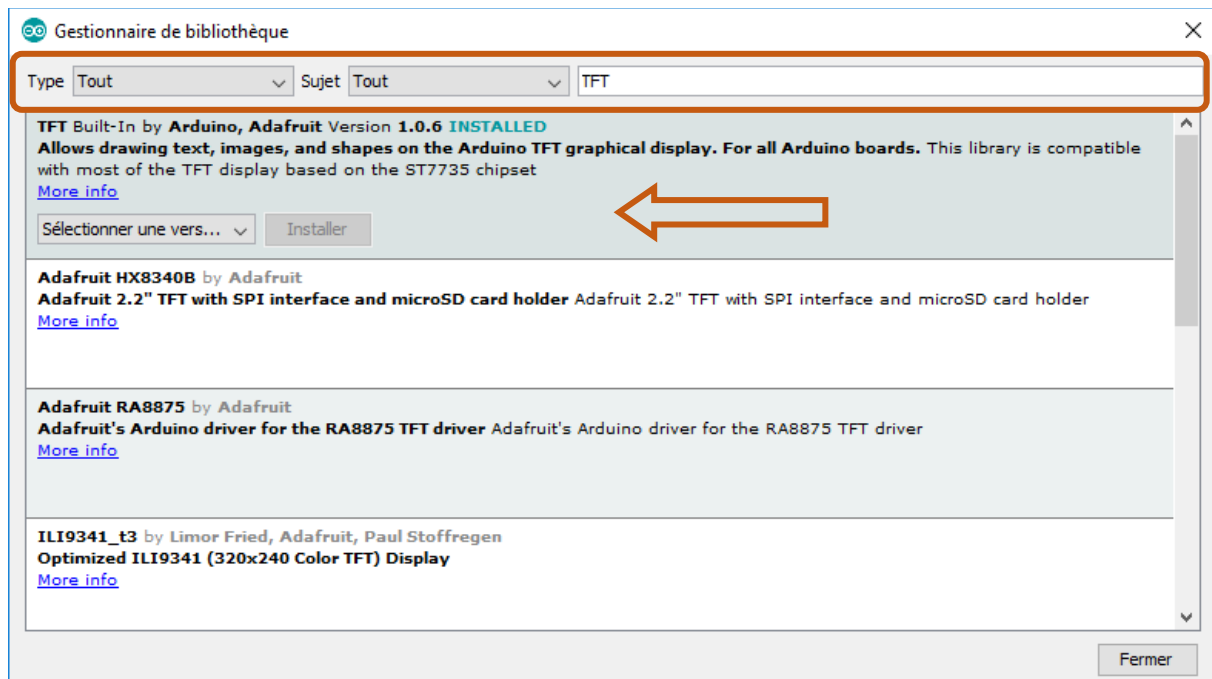 Gestionnaire de bibliothèque
Type Tout Sujet Tout TFT
TFT Built-In by Arduino, Adafruit Version 1.0.6 INSTALLED
Allows drawing text, images, and shapes on the Arduino TFT graphical display. For all Arduino boards. This library is compatible
with most of the TFT display based on the ST7735 chipset
More info
Sélectionner une vers... Installer
Adafruit HX8340B by Adafruit
Adafruit 2.2" TFT with SPI interface and microSD card holder Adafruit 2.2" TFT with SPI interface and microSD card holder
More info
Adafruit RA8875 by Adafruit
Adafruit's Arduino driver for the RA8875 TFT driver Adafruit's Arduino driver for the RA8875 TFT driver
More info
ILI9341_t3 by Limor Fried, Adafruit, Paul Stoffregen
Optimized ILI9341 (320x240 Color TFT) Display
More info
Fermer